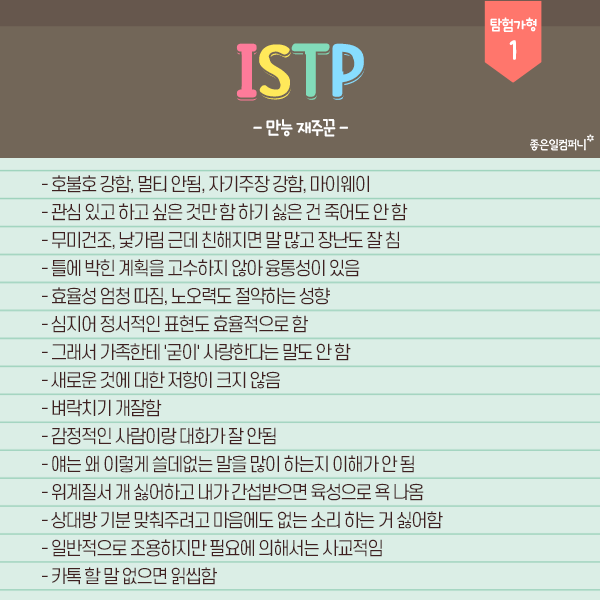 탐험가형
1
ISTP
- 만능 재주꾼 -
좋은일컴퍼니
- 호불호 강함, 멀티 안됨, 자기주장 강함, 마이웨이
- 관심 있고 하고 싶은 것만 함 하기 싫은 건 죽어도 안 함
- 무미건조, 낯가림 근데 친해지면 말 많고 장난도 잘 침
- 틀에 박힌 계획을 고수하지 않아 융통성이 있음
- 효율성 엄청 따짐, 노오력도 절약하는 성향
- 심지어 정서적인 표현도 효율적으로 함
- 그래서 가족한테 '굳이' 사랑한다는 말도 안 함
- 새로운 것에 대한 저항이 크지 않음
- 벼락치기 개잘함
- 감정적인 사람이랑 대화가 잘 안됨
- 얘는 왜 이렇게 쓸데없는 말을 많이 하는지 이해가 안 됨
- 위계질서 개 싫어하고 내가 간섭받으면 육성으로 욕 나옴
- 상대방 기분 맞춰주려고 마음에도 없는 소리 하는 거 싫어함
- 일반적으로 조용하지만 필요에 의해서는 사교적임
- 카톡 할 말 없으면 읽씹함